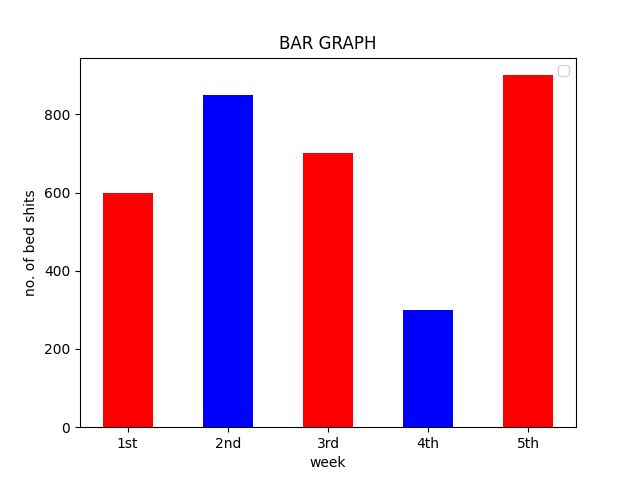 BAR GRAPH
800
600
400
200
0
no. of bed shits
1st 2nd 3rd 4th 5th
week